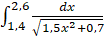 ∫_{1,4}^{2,6} dx / √(1,5x²+0,7)